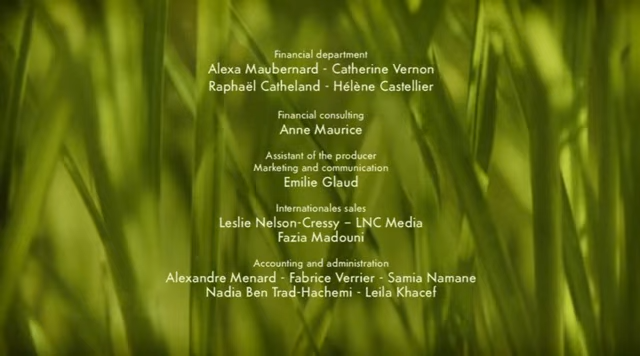 Financial department
Alexa Maubernard - Catherine Vernon
Raphaël Catheland - Hélène Castellier
Financial consulting
Anne Maurice
Assistant of the producer
Marketing and communication
Emilie Glaud
Internationales sales
Leslie Nelson-Cressy – LNC Media
Fazia Madouni
Accounting and administration
Alexandre Menard - Fabrice Verrier - Samia Namane
Nadia Ben Trad-Hachemi - Leila Khacef